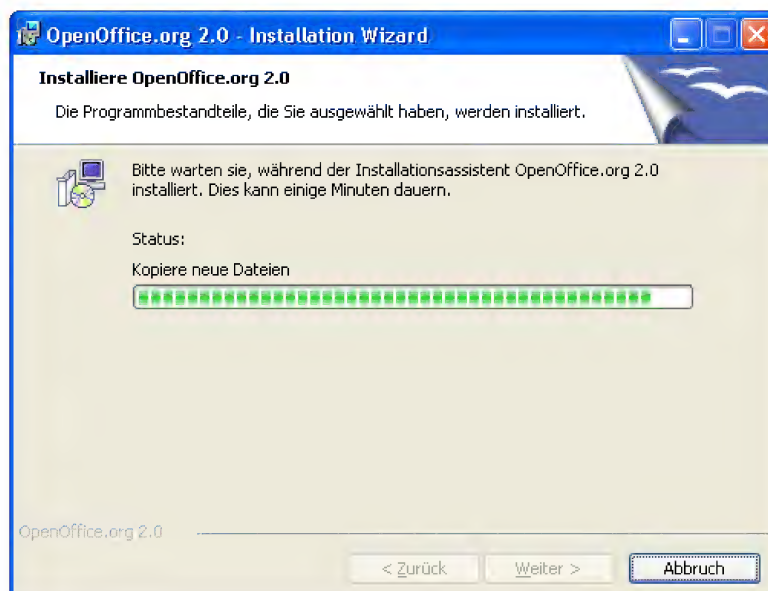 OpenOffice.org 2.0 - Installation Wizard
Installiere OpenOffice.org 2.0
Die Programmbestandteile, die Sie ausgewählt haben, werden installiert.
Bitte warten sie, während der Installationsassistent OpenOffice.org 2.0
installiert. Dies kann einige Minuten dauern.
Status:
Kopiere neue Dateien
OpenOffice.org 2.0
< Zurück
Weiter >
Abbruch